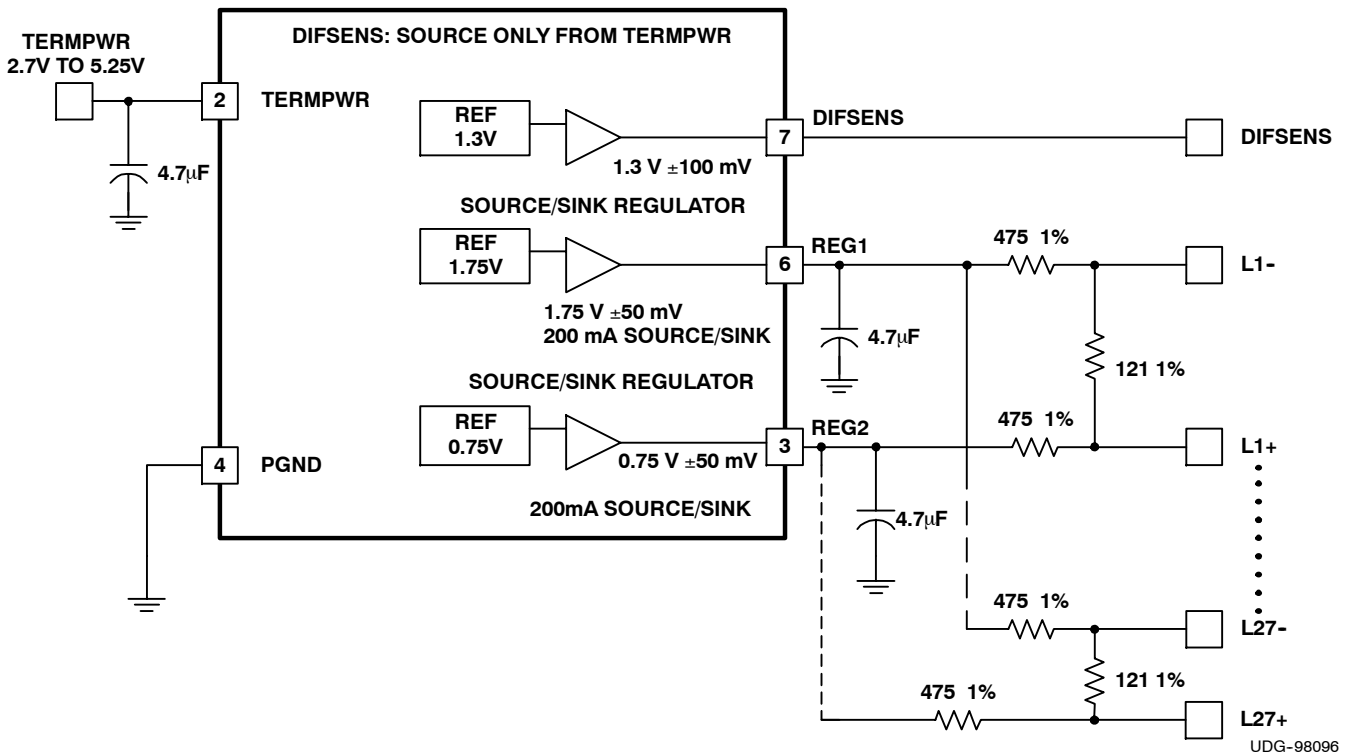 DIFSENS: SOURCE ONLY FROM TERMPWR
TERMPWR
2.7V TO 5.25V
2
TERMPWR
4.7µF
REF
1.3V
1.3 V ±100 mV
7
DIFSENS
DIFSENS
SOURCE/SINK REGULATOR
REF
1.75V
1.75 V ±50 mV
200 mA SOURCE/SINK
6
REG1
475 1%
L1-
4.7µF
121 1%
SOURCE/SINK REGULATOR
REF
0.75V
0.75 V ±50 mV
3
REG2
475 1%
L1+
4
PGND
200mA SOURCE/SINK
4.7µF
475 1%
L27-
121 1%
475 1%
L27+
UDG-98096